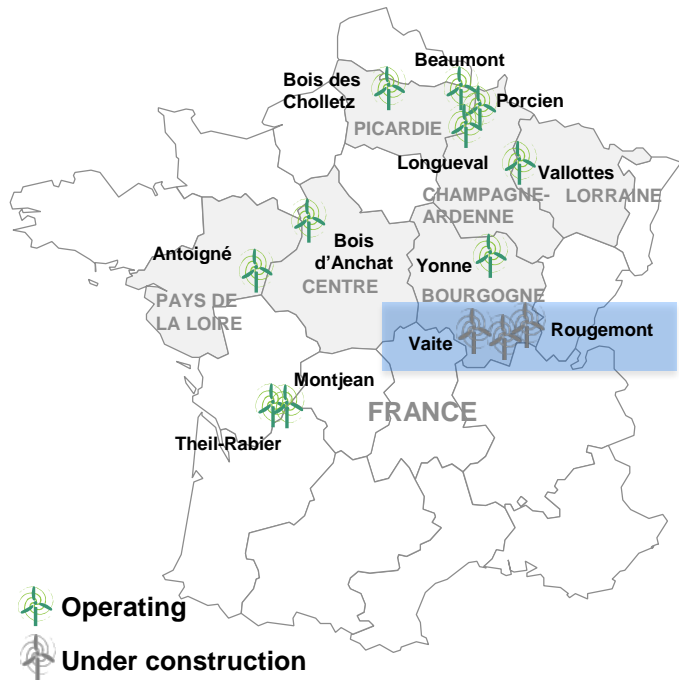 Beaumont
Bois des
Cholletz
Porcien
PICARDIE
Longueval
Vallottes
CHAMPAGNE-
ARDENNE
LORRAINE
Antoigné
Bois
d'Anchat
Yonne
CENTRE
BOURGOGNE
PAYS DE
LA LOIRE
Vaite
Rougemont
Montjean
FRANCE
Theil-Rabier
Operating
Under construction